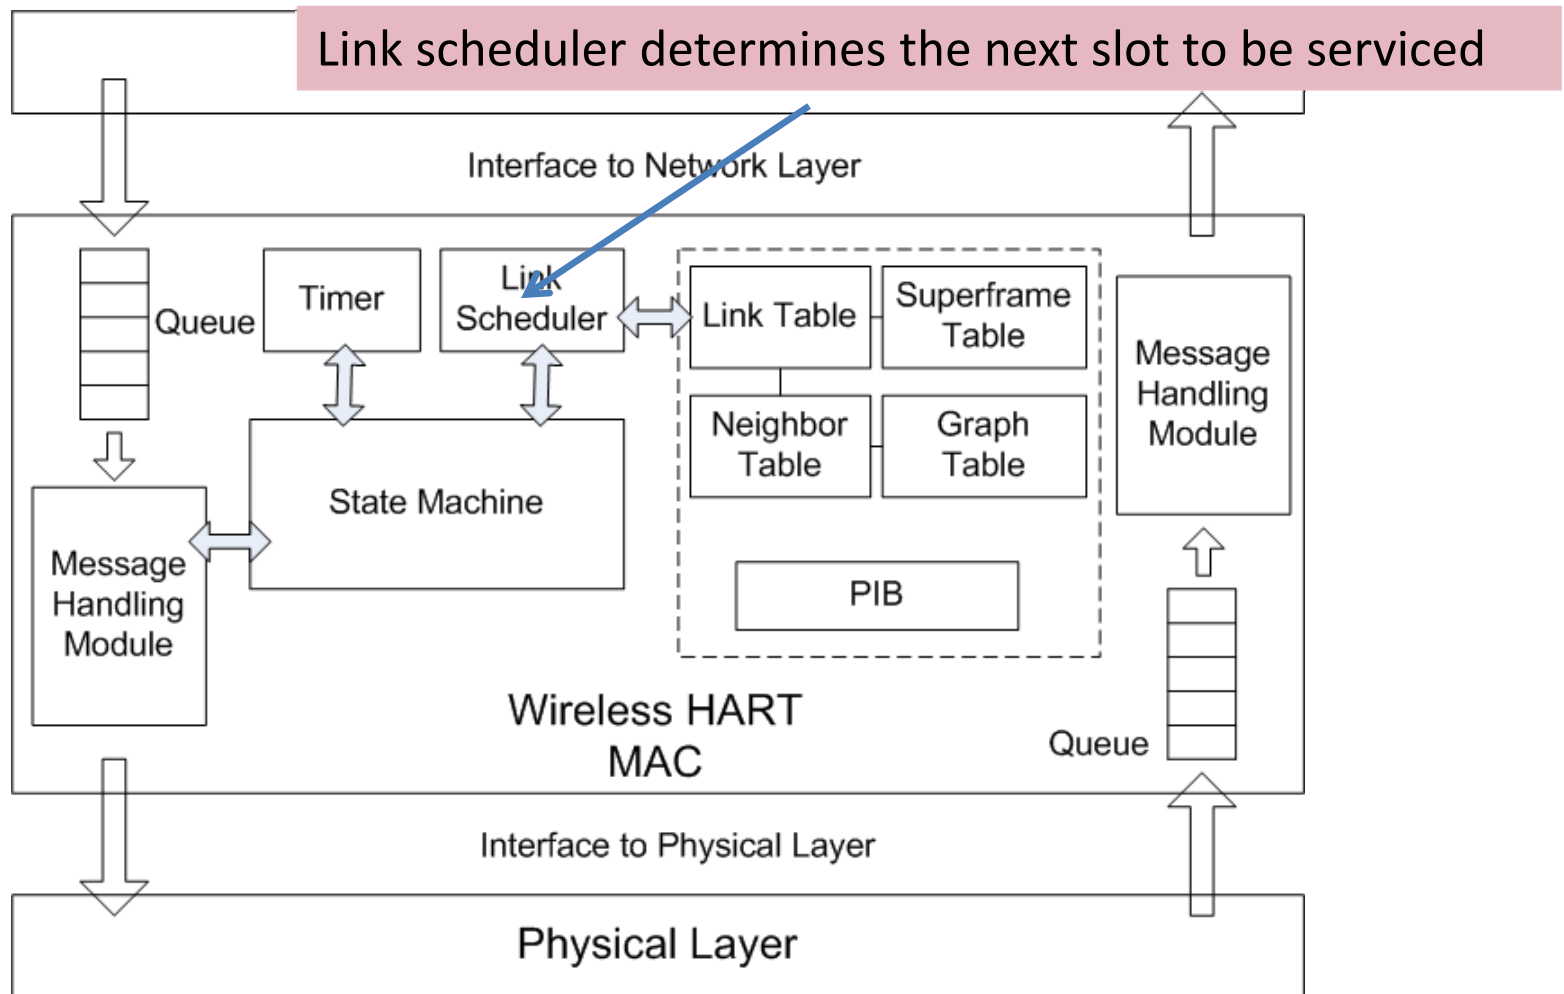 Link scheduler determines the next slot to be serviced
Interface to Network Layer
Queue
Timer
Link
Scheduler
Link Table
Superframe
Table
Neighbor
Table
Graph
Table
PIB
State Machine
Message
Handling
Module
Message
Handling
Module
Queue
Wireless HART
MAC
Interface to Physical Layer
Physical Layer